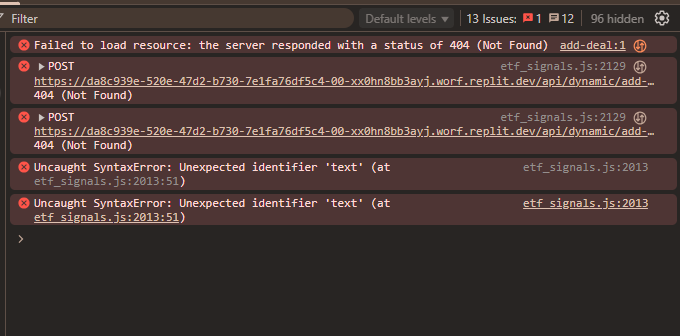 Filter
Default levels
13 Issues: 1 12
96 hidden
Failed to load resource: the server responded with a status of 404 (Not Found) add-deal:1
POST etf_signals.js:2129
https://da8c939e-520e-47d2-b730-7e1fa76df5c4-00-xx0hn8bb3ayj.worf.replit.dev/api/dynamic/add-…
404 (Not Found)
POST etf_signals.js:2129
https://da8c939e-520e-47d2-b730-7e1fa76df5c4-00-xx0hn8bb3ayj.worf.replit.dev/api/dynamic/add-…
404 (Not Found)
Uncaught SyntaxError: Unexpected identifier 'text' (at etf_signals.js:2013
etf_signals.js:2013:51)
Uncaught SyntaxError: Unexpected identifier 'text' (at etf_signals.js:2013
etf_signals.js:2013:51)